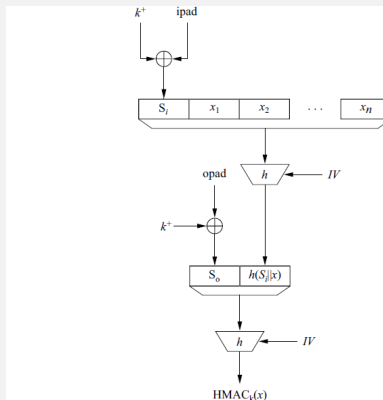 k⁺ ipad
Sᵢ x₁ x₂ . . . xₙ
h IV
opad
k⁺
Sₒ h(Sᵢ||x)
h IV
HMACₖ(x)